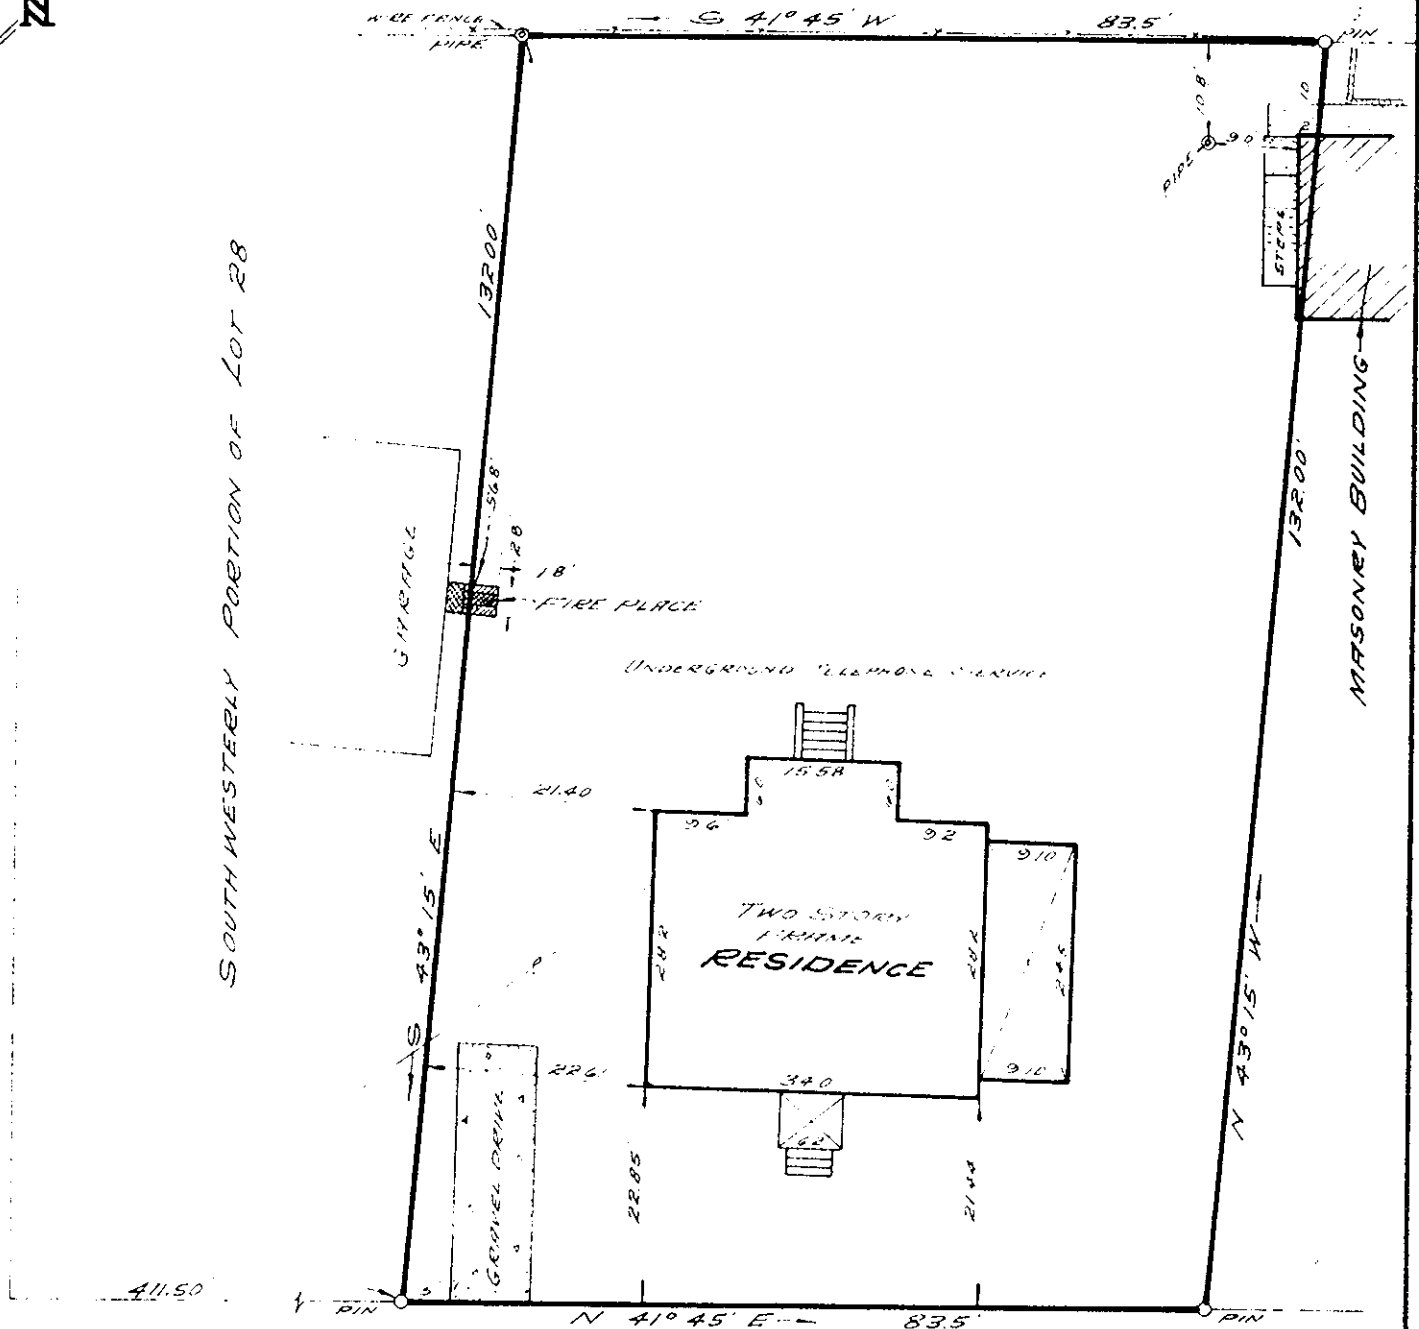 N
WIRE FENCE
PIPE
S 41° 45' W 83.5'
PIN
10.8
10
PIPE
9.0
STEPS
132.00'
SOUTHWESTERLY PORTION OF LOT 28
GARAGE
5.68'
4.28
1.8'
FIRE PLACE
132.00'
MASONRY BUILDING
UNDERGROUND TELEPHONE SERVICE
15.58
21.40
9.6
9.2
9.10
TWO STORY
FRAME
RESIDENCE
28.2
28.2
24.5
S 43° 15' E
N 43° 15' W
22.61
34.0
9.10
6.2
GRAVEL DRIVE
22.85
21.44
411.50
PIN
N 41° 45' E 83.5'
PIN